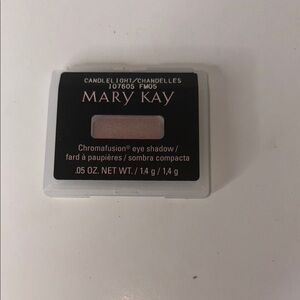 CANDLELIGHT/CHANDELLES
107605 FM05
MARY KAY
Chromafusion® eye shadow /
fard à paupières / sombra compacta
.05 OZ. NET WT. / 1,4 g / 1,4 g